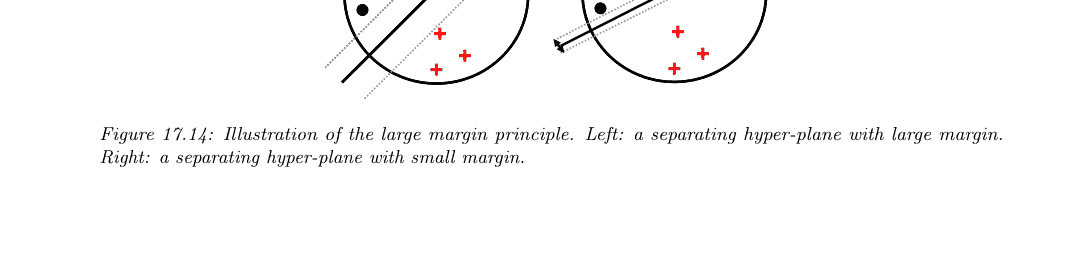 Figure 17.14: Illustration of the large margin principle. Left: a separating hyper-plane with large margin.
Right: a separating hyper-plane with small margin.